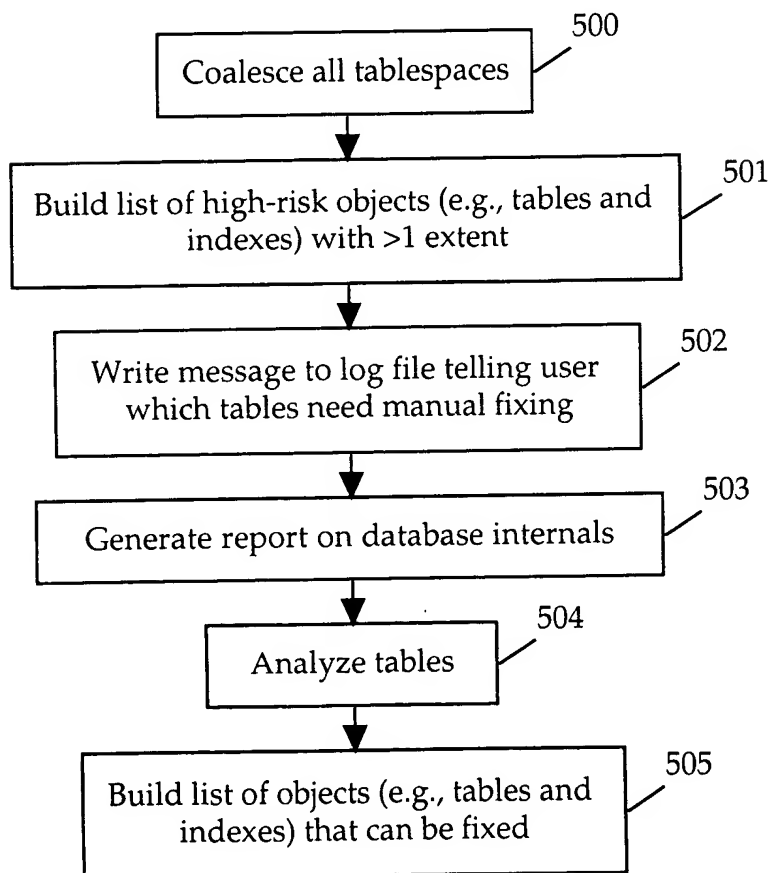 500
Coalesce all tablespaces
501
Build list of high-risk objects (e.g., tables and
indexes) with >1 extent
502
Write message to log file telling user
which tables need manual fixing
503
Generate report on database internals
504
Analyze tables
505
Build list of objects (e.g., tables and
indexes) that can be fixed